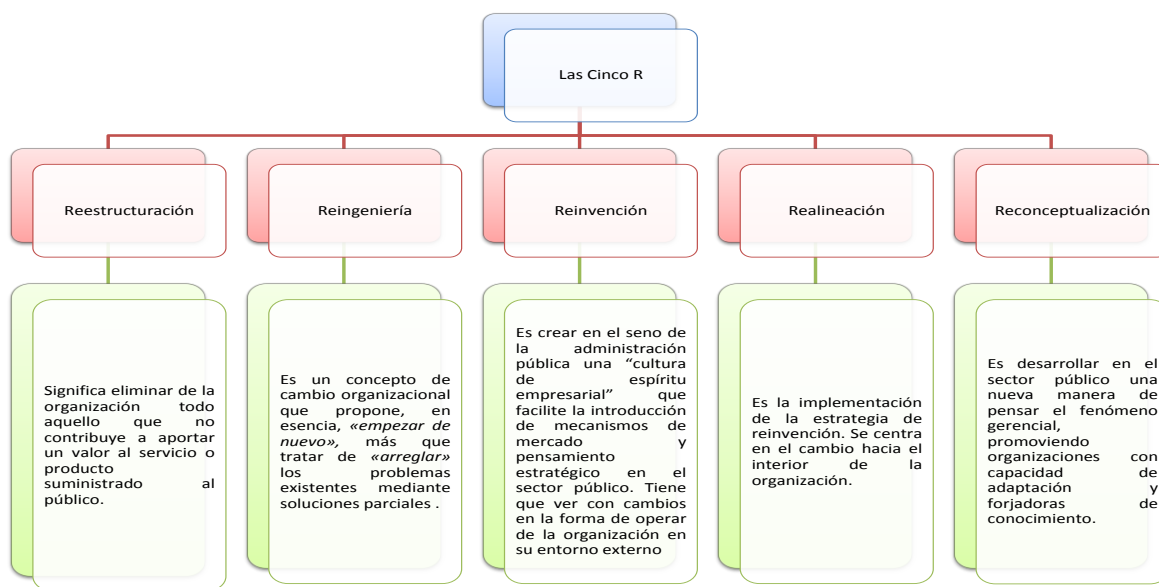 Las Cinco R
Reestructuración
Reingeniería
Reinvención
Realineación
Reconceptualización
Significa eliminar de la
organización todo
aquello que no
contribuye a aportar
un valor al servicio o
producto
suministrado al
público.
Es un concepto de
cambio organizacional
que propone, en
esencia, «empezar de
nuevo», más que
tratar de «arreglar»
los problemas
existentes mediante
soluciones parciales .
Es crear en el seno de
la administración
pública una “cultura
de espíritu
empresarial” que
facilite la introducción
de mecanismos de
mercado y
pensamiento
estratégico en el
sector público. Tiene
que ver con cambios
en la forma de operar
de la organización en
su entorno externo
Es la implementación
de la estrategia de
reinvención. Se centra
en el cambio hacia el
interior de la
organización.
Es desarrollar en el
sector público una
nueva manera de
pensar el fenómeno
gerencial,
promoviendo
organizaciones con
capacidad de
adaptación y
forjadoras de
conocimiento.